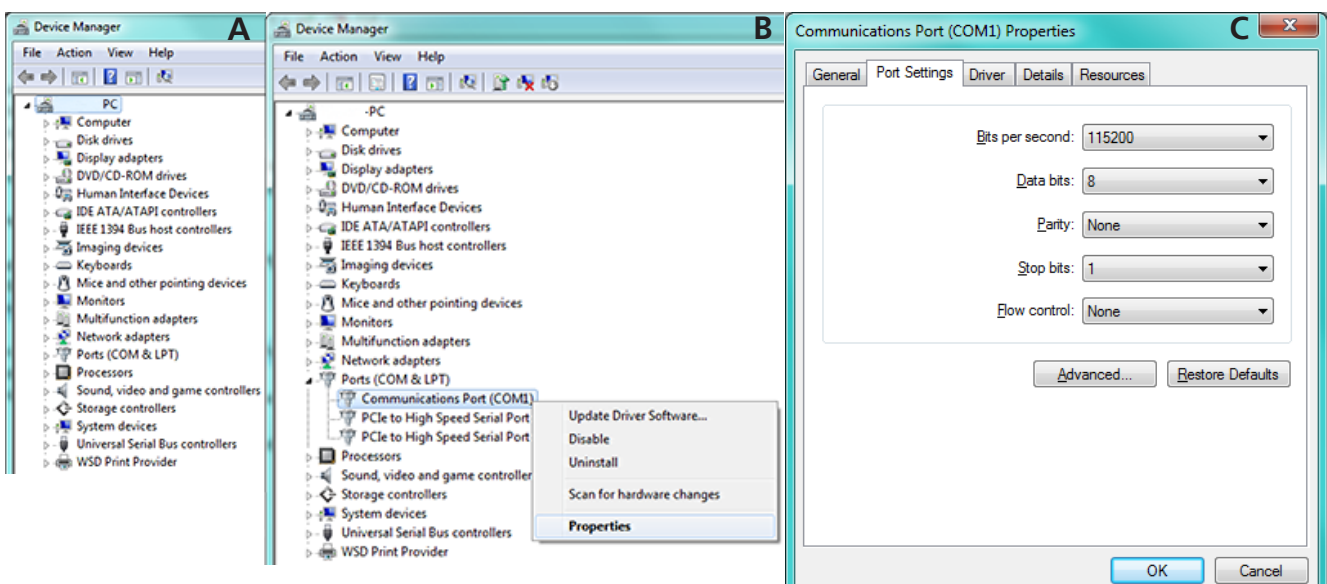 Device Manager
A
File Action View Help
PC
Computer
Disk drives
Display adapters
DVD/CD-ROM drives
Human Interface Devices
IDE ATA/ATAPI controllers
IEEE 1394 Bus host controllers
Imaging devices
Keyboards
Mice and other pointing devices
Monitors
Multifunction adapters
Network adapters
Ports (COM & LPT)
Processors
Sound, video and game controllers
Storage controllers
System devices
Universal Serial Bus controllers
WSD Print Provider
Device Manager
B
File Action View Help
-PC
Computer
Disk drives
Display adapters
DVD/CD-ROM drives
Human Interface Devices
IDE ATA/ATAPI controllers
IEEE 1394 Bus host controllers
Imaging devices
Keyboards
Mice and other pointing devices
Monitors
Multifunction adapters
Network adapters
Ports (COM & LPT)
Communications Port (COM1)
PCIe to High Speed Serial Port
PCIe to High Speed Serial Port
Processors
Sound, video and game controller
Storage controllers
System devices
Universal Serial Bus controllers
WSD Print Provider
Update Driver Software...
Disable
Uninstall
Scan for hardware changes
Properties
Communications Port (COM1) Properties
C
General Port Settings Driver Details Resources
Bits per second: 115200
Data bits: 8
Parity: None
Stop bits: 1
Flow control: None
Advanced... Restore Defaults
OK Cancel